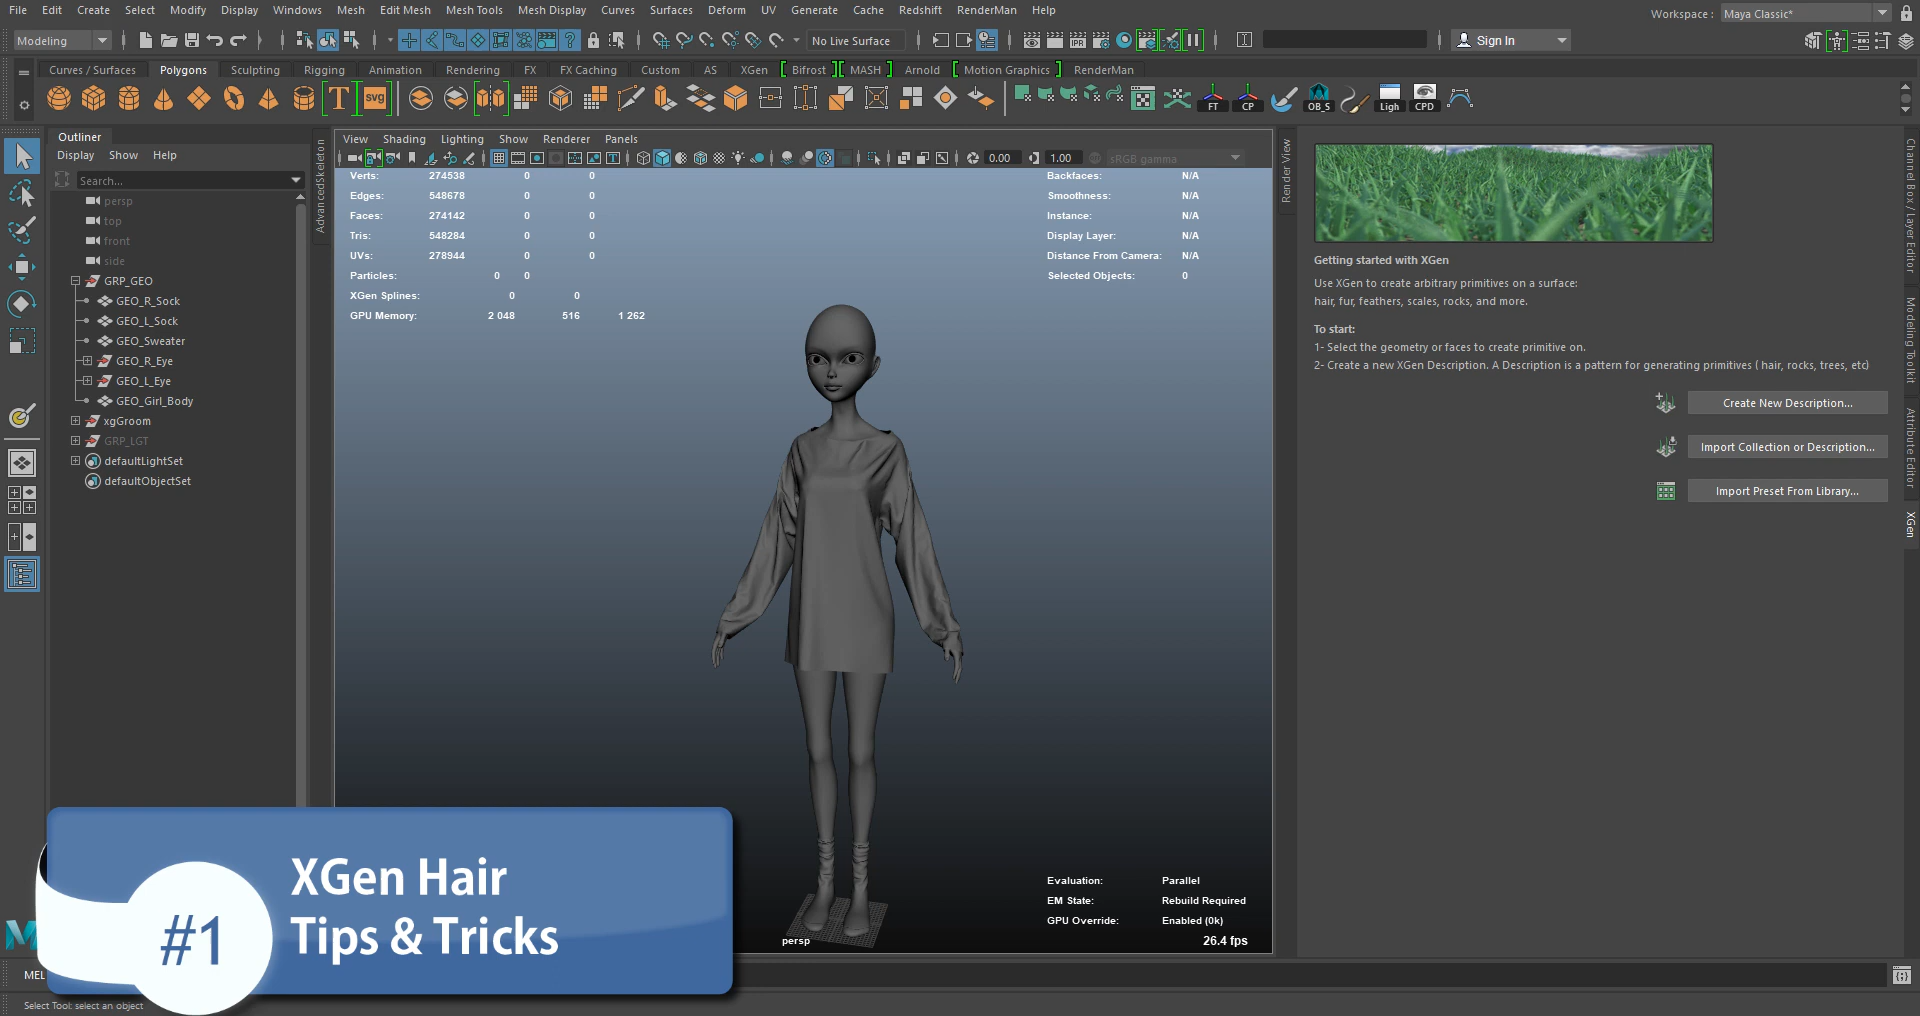 File Edit Create Select Modify Display Windows Mesh Edit Mesh Mesh Tools Mesh Display Curves Surfaces Deform UV Generate Cache Redshift RenderMan Help
Workspace : Maya Classic*
Modeling
No Live Surface
Sign In
Curves / Surfaces Polygons Sculpting Rigging Animation Rendering FX FX Caching Custom AS XGen Bifrost MASH Arnold Motion Graphics RenderMan
T svg
FT CP OB_S Ligh CPD
Outliner
Display Show Help
Search...
persp
top
front
side
GRP_GEO
GEO_R_Sock
GEO_L_Sock
GEO_Sweater
GEO_R_Eye
GEO_L_Eye
GEO_Girl_Body
xgGroom
GRP_LGT
defaultLightSet
defaultObjectSet
AdvancedSkeleton
View Shading Lighting Show Renderer Panels
0.00 1.00 sRGB gamma
Verts: 274538 0 0
Edges: 548678 0 0
Faces: 274142 0 0
Tris: 548284 0 0
UVs: 278944 0 0
Particles: 0 0
XGen Splines: 0 0
GPU Memory: 2 048 516 1 262
Backfaces: N/A
Smoothness: N/A
Instance: N/A
Display Layer: N/A
Distance From Camera: N/A
Selected Objects: 0
Evaluation: Parallel
EM State: Rebuild Required
GPU Override: Enabled (0k)
26.4 fps
persp
Render View
Getting started with XGen
Use XGen to create arbitrary primitives on a surface:
hair, fur, feathers, scales, rocks, and more.
To start:
1- Select the geometry or faces to create primitive on.
2- Create a new XGen Description. A Description is a pattern for generating primitives ( hair, rocks, trees, etc)
Create New Description...
Import Collection or Description...
Import Preset From Library...
Channel Box / Layer Editor
Modeling Toolkit
Attribute Editor
XGen
#1
XGen Hair
Tips & Tricks
MEL
Select Tool: select an object